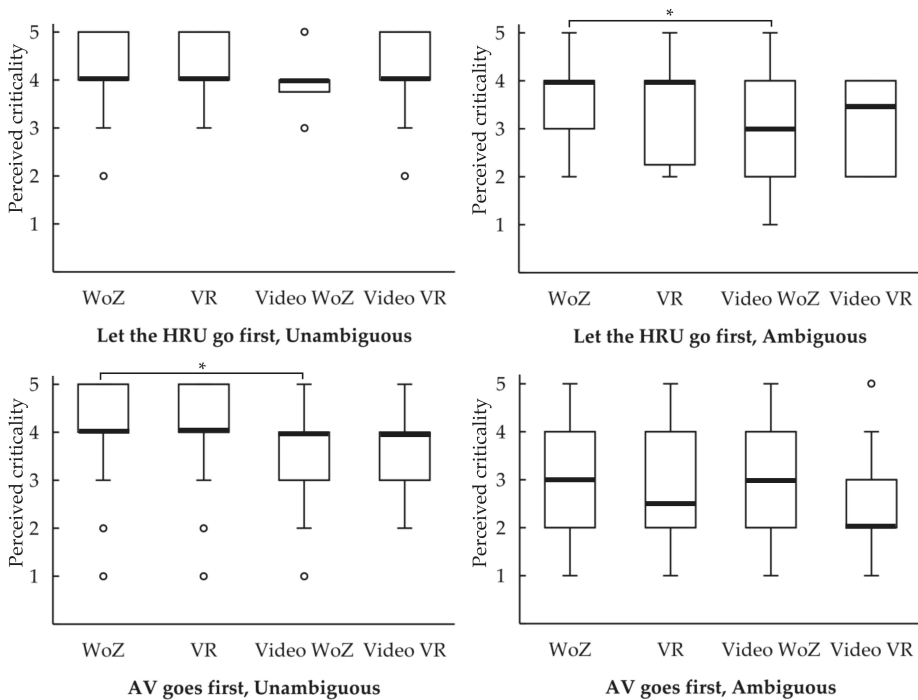 Perceived criticality
5
4
3
2
1
WoZ VR Video WoZ Video VR
Let the HRU go first, Unambiguous
*
Perceived criticality
5
4
3
2
1
WoZ VR Video WoZ Video VR
Let the HRU go first, Ambiguous
*
Perceived criticality
5
4
3
2
1
WoZ VR Video WoZ Video VR
AV goes first, Unambiguous
Perceived criticality
5
4
3
2
1
WoZ VR Video WoZ Video VR
AV goes first, Ambiguous